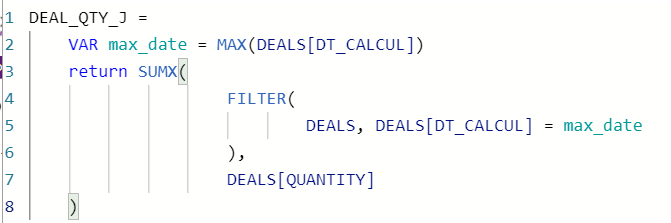 1 DEAL_QTY_J =
2 VAR max_date = MAX(DEALS[DT_CALCUL])
3 return SUMX(
4 FILTER(
5 DEALS, DEALS[DT_CALCUL] = max_date
6 ),
7 DEALS[QUANTITY]
8 )